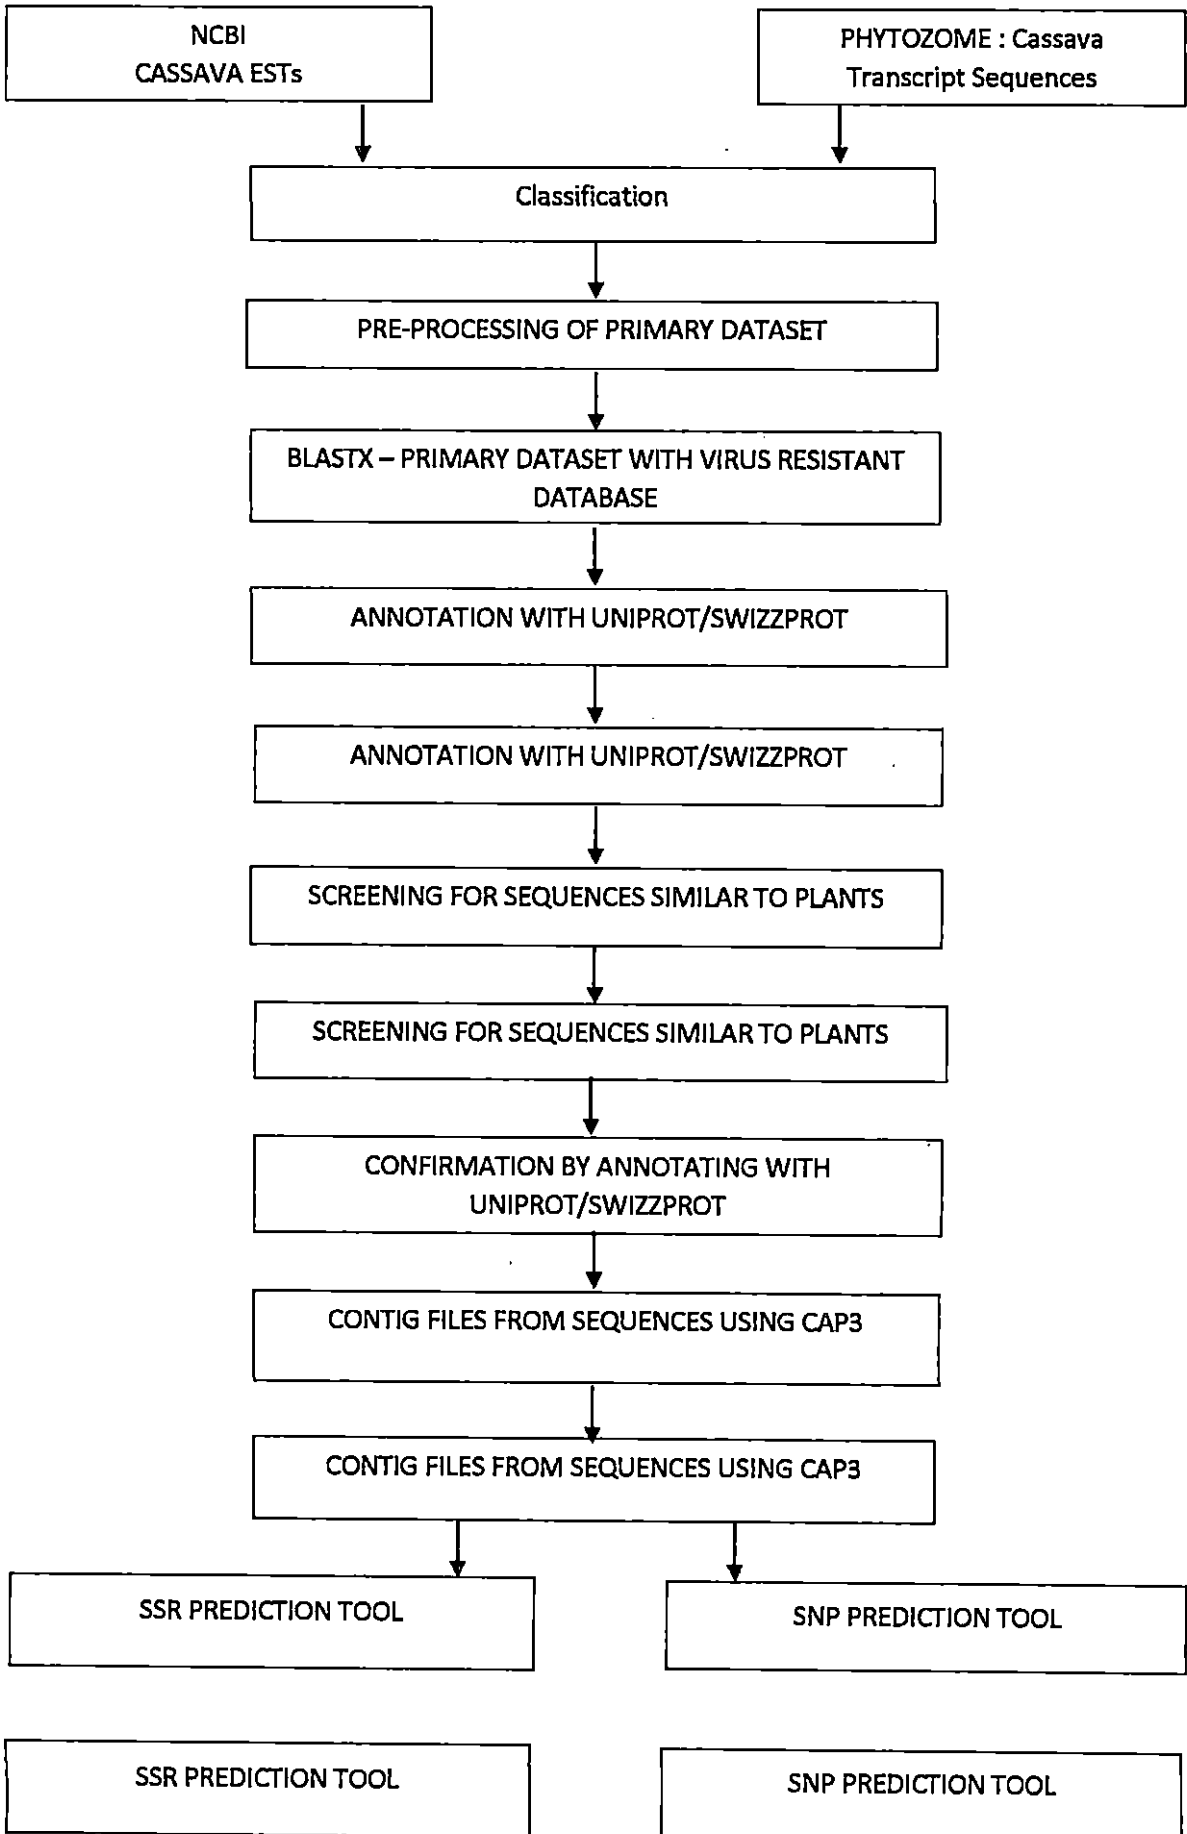 NCBI
CASSAVA ESTs
PHYTOZOME : Cassava
Transcript Sequences
Classification
PRE-PROCESSING OF PRIMARY DATASET
BLASTX – PRIMARY DATASET WITH VIRUS RESISTANT
DATABASE
ANNOTATION WITH UNIPROT/SWIZZPROT
ANNOTATION WITH UNIPROT/SWIZZPROT
SCREENING FOR SEQUENCES SIMILAR TO PLANTS
SCREENING FOR SEQUENCES SIMILAR TO PLANTS
CONFIRMATION BY ANNOTATING WITH
UNIPROT/SWIZZPROT
CONTIG FILES FROM SEQUENCES USING CAP3
CONTIG FILES FROM SEQUENCES USING CAP3
SSR PREDICTION TOOL
SNP PREDICTION TOOL
SSR PREDICTION TOOL
SNP PREDICTION TOOL